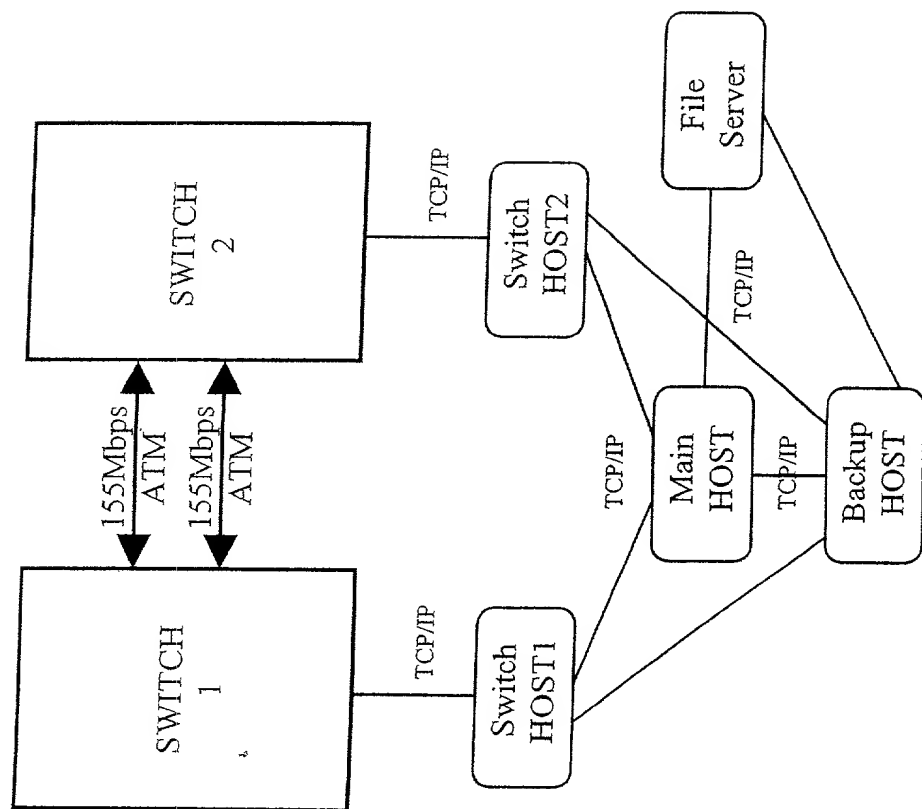 SWITCH
1
155Mbps
ATM
155Mbps
ATM
SWITCH
2
TCP/IP
TCP/IP
Switch
HOST1
Switch
HOST2
TCP/IP
Main
HOST
TCP/IP
File
Server
TCP/IP
Backup
HOST